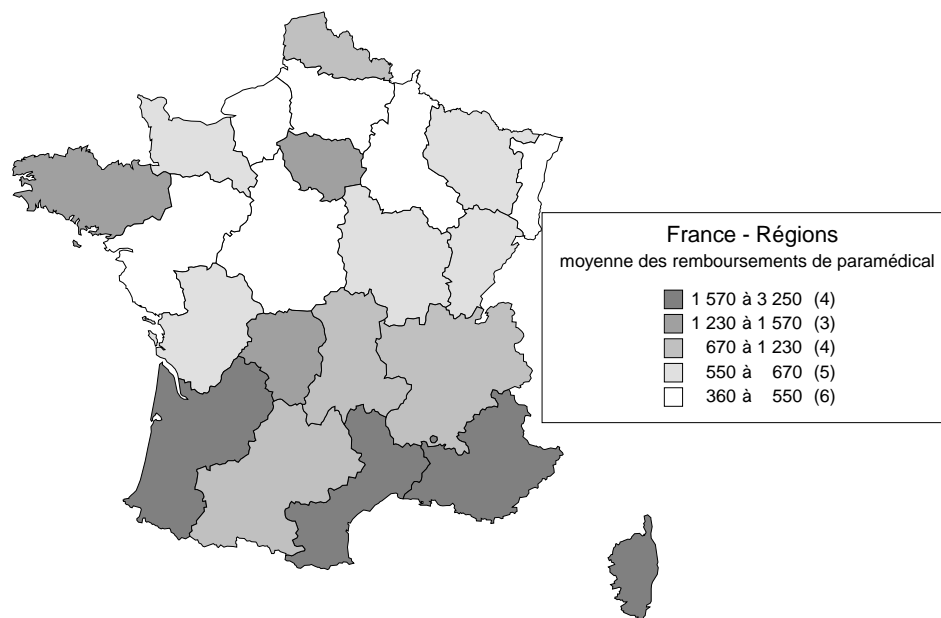 France - Régions
moyenne des remboursements de paramédical
1 570 à 3 250 (4)
1 230 à 1 570 (3)
670 à 1 230 (4)
550 à 670 (5)
360 à 550 (6)